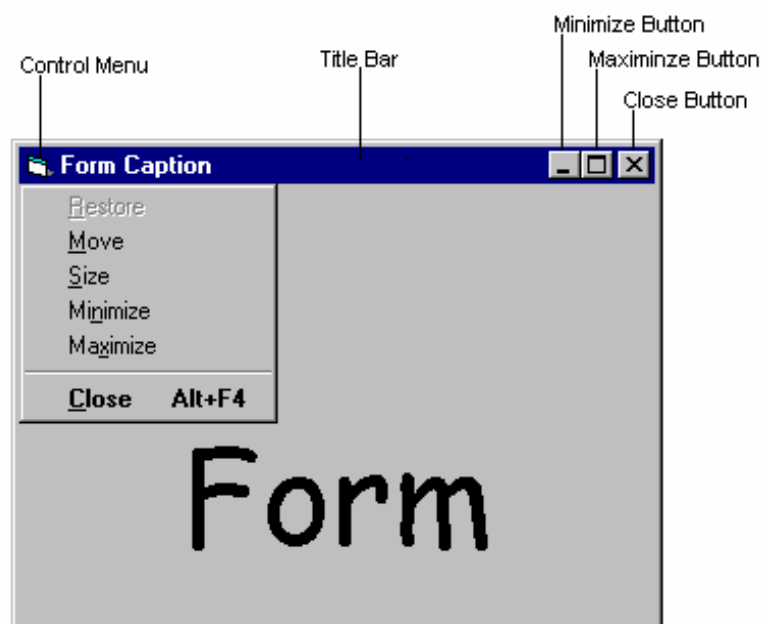 Minimize Button
Control Menu
Title Bar
Maximinze Button
Close Button
Form Caption
Restore
Move
Size
Minimize
Maximize
Close Alt+F4
Form